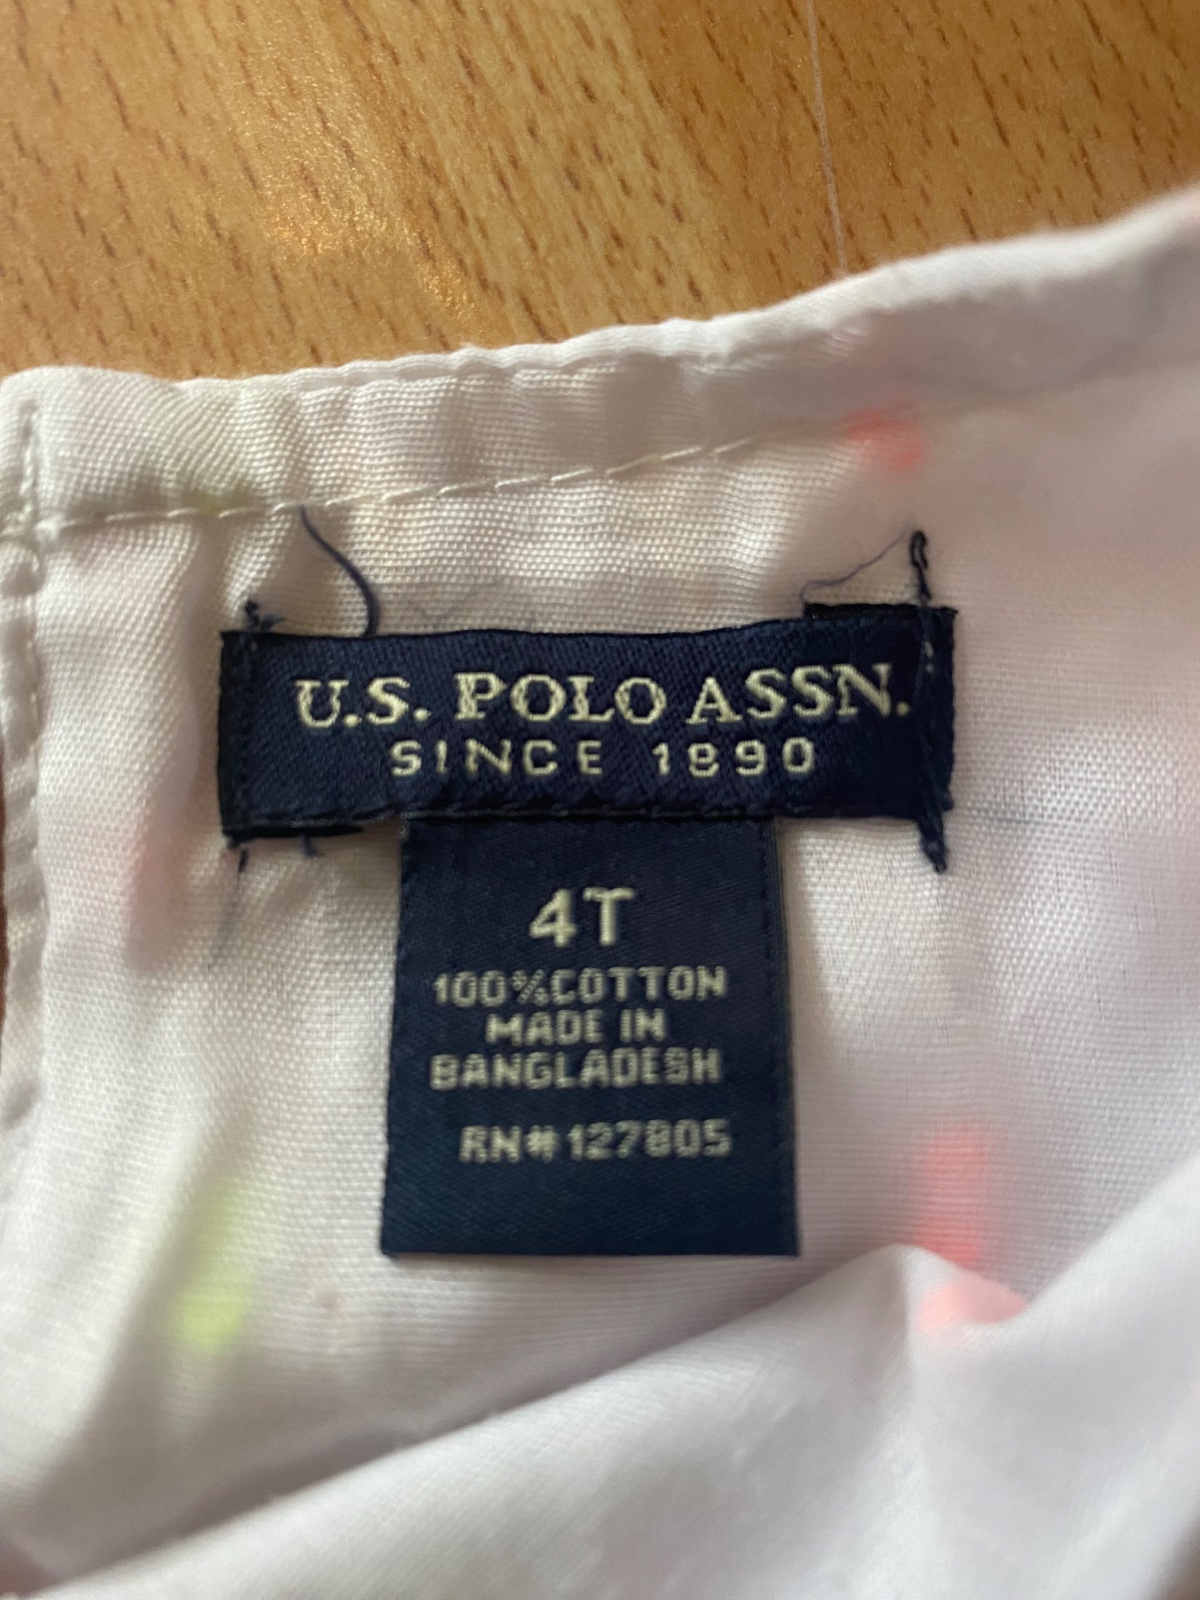 U.S. POLO ASSN.
SINCE 1890
4T
100%COTTON
MADE IN
BANGLADESH
RN#127805